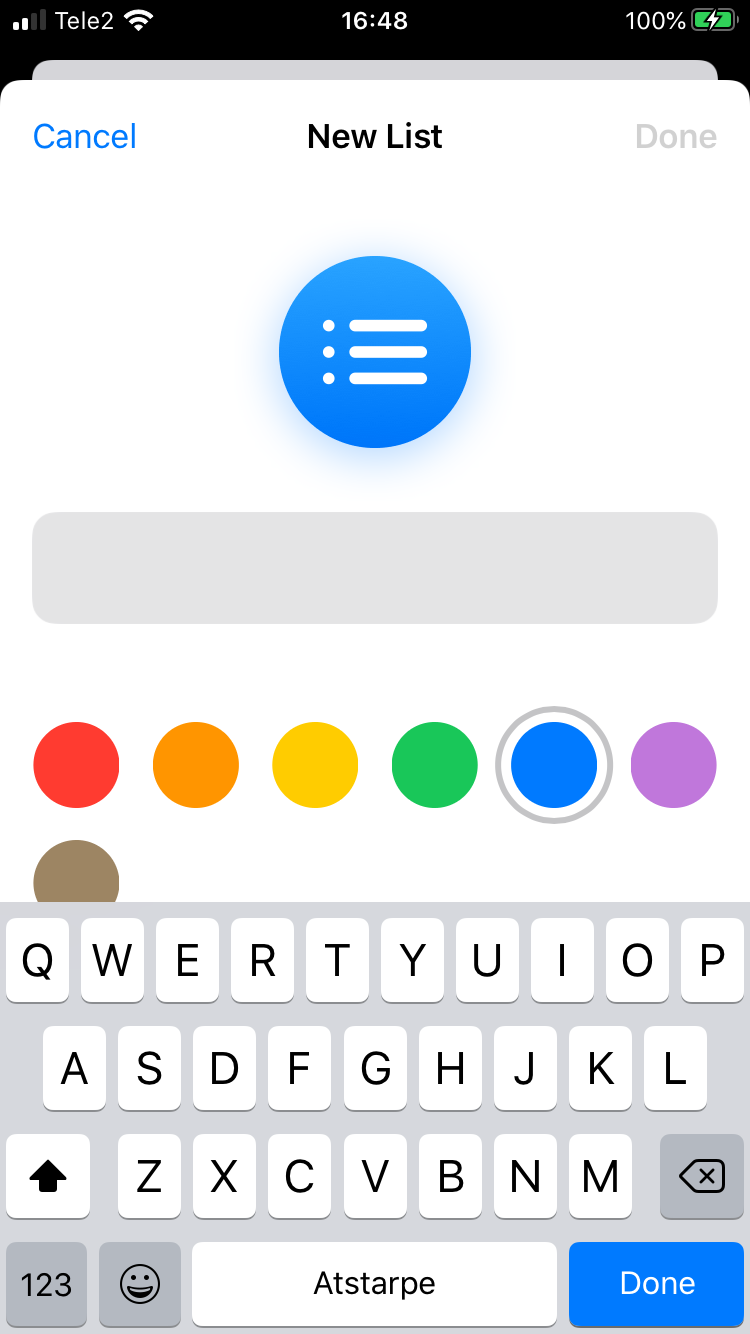 Tele2 16:48 100%
Cancel New List Done
Q W E R T Y U I O P
A S D F G H J K L
Z X C V B N M
123 Atstarpe Done